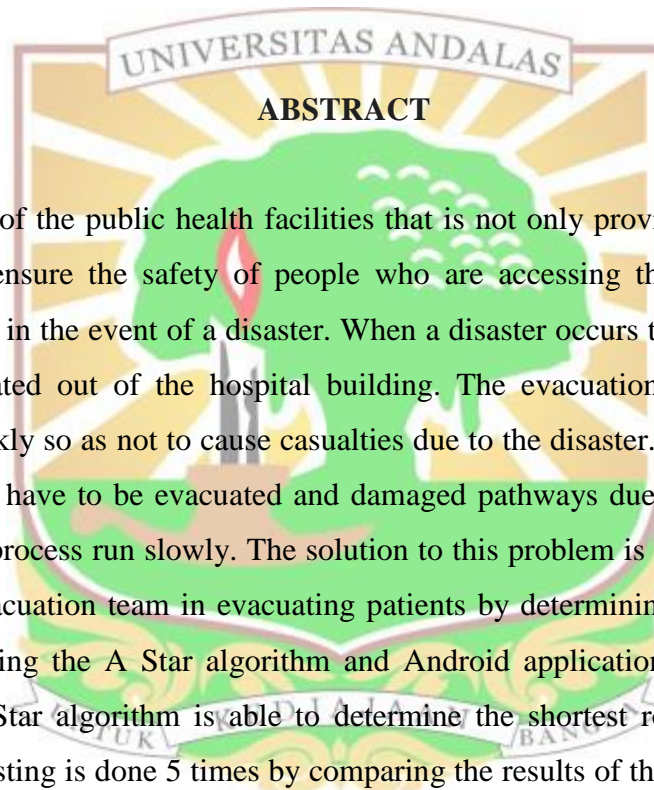 UNIVERSITAS ANDALAS
ABSTRACT
of the public health facilities that is not only provi
ensure the safety of people who are accessing th
in the event of a disaster. When a disaster occurs t
ted out of the hospital building. The evacuation
kly so as not to cause casualties due to the disaster.
have to be evacuated and damaged pathways due
process run slowly. The solution to this problem is
acuation team in evacuating patients by determinin
ing the A Star algorithm and Android application
Star algorithm is able to determine the shortest r
UNTUK KEDJAJAAN BANGSA
sting is done 5 times by comparing the results of th